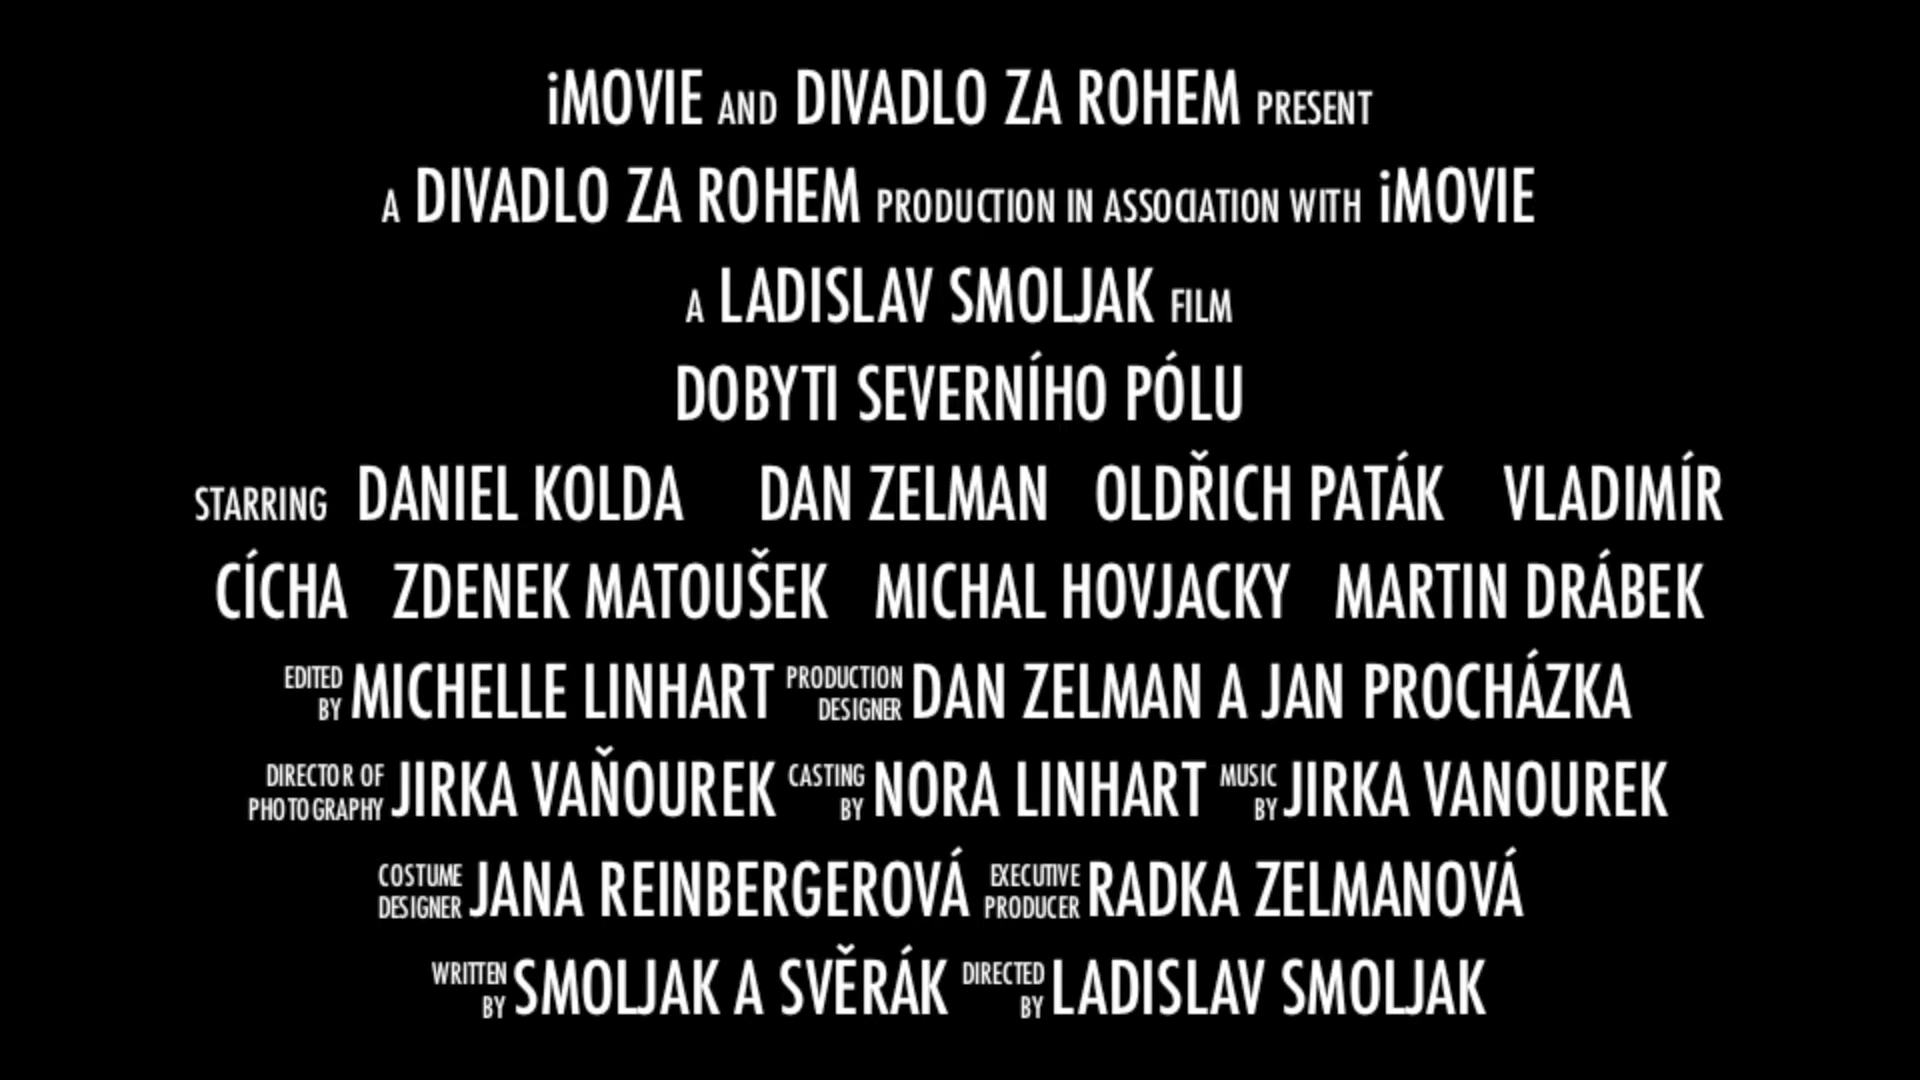 iMOVIE AND DIVADLO ZA ROHEM PRESENT
A DIVADLO ZA ROHEM PRODUCTION IN ASSOCIATION WITH iMOVIE
A LADISLAV SMOLJAK FILM
DOBYTI SEVERNÍHO PÓLU
STARRING DANIEL KOLDA DAN ZELMAN OLDŘICH PATÁK VLADIMÍR
CÍCHA ZDENEK MATOUŠEK MICHAL HOVJACKY MARTIN DRÁBEK
EDITED BY MICHELLE LINHART PRODUCTION DESIGNER DAN ZELMAN A JAN PROCHÁZKA
DIRECTOR OF PHOTOGRAPHY JIRKA VAŇOUREK CASTING BY NORA LINHART MUSIC BY JIRKA VANOUREK
COSTUME DESIGNER JANA REINBERGEROVÁ EXECUTIVE PRODUCER RADKA ZELMANOVÁ
WRITTEN BY SMOLJAK A SVĚRÁK DIRECTED BY LADISLAV SMOLJAK